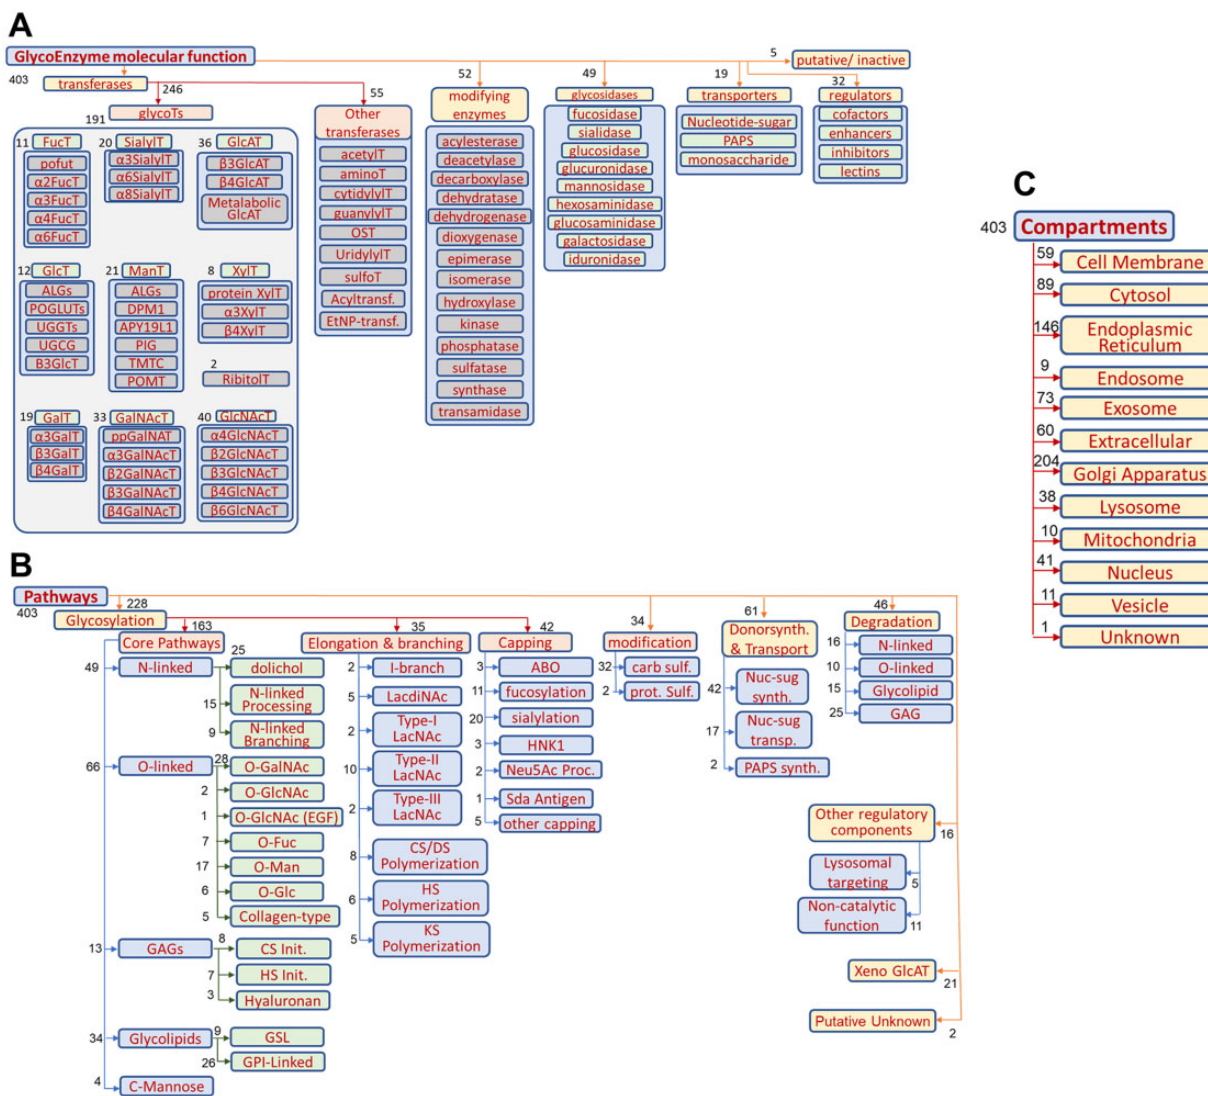 A
GlycoEnzyme molecular function
403
transferases
246
glycoTs
191
55
Other
transferases
acetylT
aminoT
cytidylylT
guanylylT
OST
UridylylT
sulfoT
Acyltransf.
EtNP-transf.
11 FucT
pofut
α2FucT
α3FucT
α4FucT
α6FucT
20 SialylT
α3SialylT
α6SialylT
α8SialylT
36 GlcAT
β3GlcAT
β4GlcAT
Metalabolic
GlcAT
12 GlcT
ALGs
POGLUTs
UGGTs
UGCG
B3GlcT
21 ManT
ALGs
DPM1
APY19L1
PIG
TMTC
POMT
8 XylT
protein XylT
α3XylT
β4XylT
2
RibitolT
19 GalT
α3GalT
β3GalT
β4GalT
33 GalNAcT
ppGalNAT
α3GalNAcT
β2GalNAcT
β3GalNAcT
β4GalNAcT
40 GlcNAcT
α4GlcNAcT
β2GlcNAcT
β3GlcNAcT
β4GlcNAcT
β6GlcNAcT
52
modifying
enzymes
acylesterase
deacetylase
decarboxylase
dehydratase
dehydrogenase
dioxygenase
epimerase
isomerase
hydroxylase
kinase
phosphatase
sulfatase
synthase
transamidase
49
glycosidases
fucosidase
sialidase
glucosidase
glucuronidase
mannosidase
hexosaminidase
glucosaminidase
galactosidase
iduronidase
19
transporters
Nucleotide-sugar
PAPS
monosaccharide
5
putative/ inactive
32
regulators
cofactors
enhancers
inhibitors
lectins
B
Pathways
403
228
Glycosylation
163
Core Pathways
49 N-linked
25
dolichol
15 N-linked
Processing
9 N-linked
Branching
66 O-linked
28 O-GalNAc
2 O-GlcNAc
1 O-GlcNAc (EGF)
7 O-Fuc
17 O-Man
6 O-Glc
5 Collagen-type
13 GAGs
8 CS Init.
7 HS Init.
3 Hyaluronan
34 Glycolipids
9 GSL
26 GPI-Linked
4 C-Mannose
35
Elongation & branching
2 I-branch
5 LacdiNAc
2 Type-I
LacNAc
10 Type-II
LacNAc
2 Type-III
LacNAc
8 CS/DS
Polymerization
6 HS
Polymerization
5 KS
Polymerization
42
Capping
3 ABO
11 fucosylation
20 sialylation
3 HNK1
2 Neu5Ac Proc.
1 Sda Antigen
5 other capping
34
modification
32 carb sulf.
2 prot. Sulf.
61
Donorsynth.
& Transport
42 Nuc-sug
synth.
17 Nuc-sug
transp.
2 PAPS synth.
46
Degradation
16 N-linked
10 O-linked
15 Glycolipid
25 GAG
Other regulatory
components
16
Lysosomal
targeting
5
Non-catalytic
function
11
Xeno GlcAT
21
Putative Unknown
2
C
403 Compartments
59 Cell Membrane
89 Cytosol
146 Endoplasmic
Reticulum
9 Endosome
73 Exosome
60 Extracellular
204 Golgi Apparatus
38 Lysosome
10 Mitochondria
41 Nucleus
11 Vesicle
1 Unknown